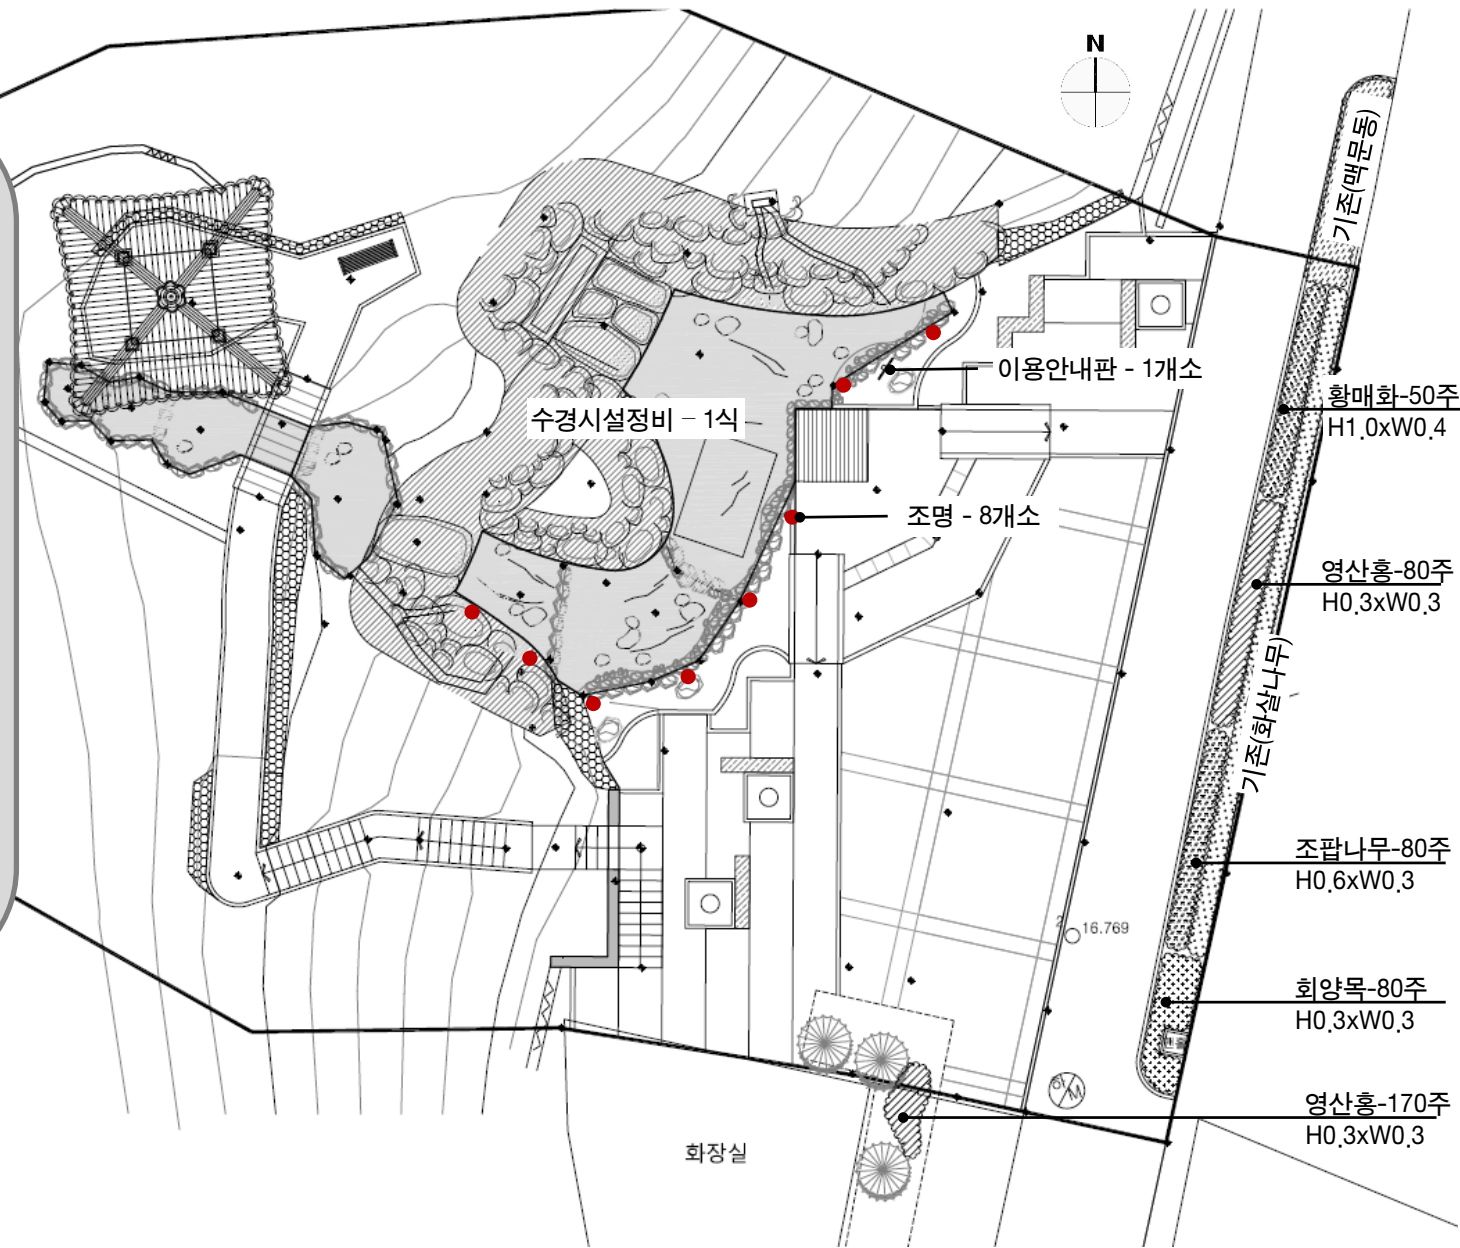 N
기존(맥문동)
이용안내판 - 1개소
황매화-50주
H1.0xW0.4
수경시설정비 - 1식
조명 - 8개소
영산홍-80주
H0.3xW0.3
기존(화살나무)
조팝나무-80주
H0.6xW0.3
16.769
회양목-80주
H0.3xW0.3
영산홍-170주
H0.3xW0.3
화장실